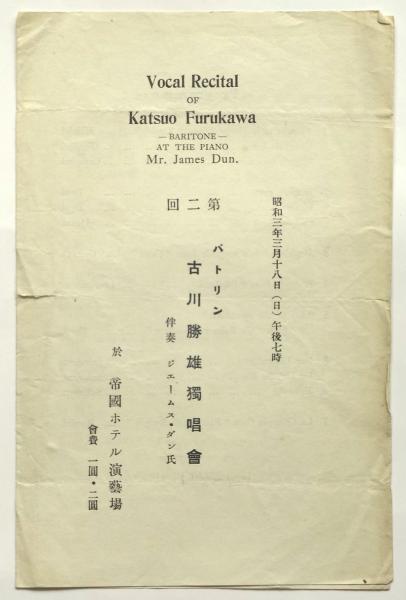 Vocal Recital
OF
Katsuo Furukawa
—BARITONE—
AT THE PIANO
Mr. James Dun.
昭和三年三月十八日（日）午後七時
第二回
バトリン
古川勝雄獨唱會
伴奏 ジエームス・ダン氏
於 帝國ホテル演藝場
會費 一圓・二圓